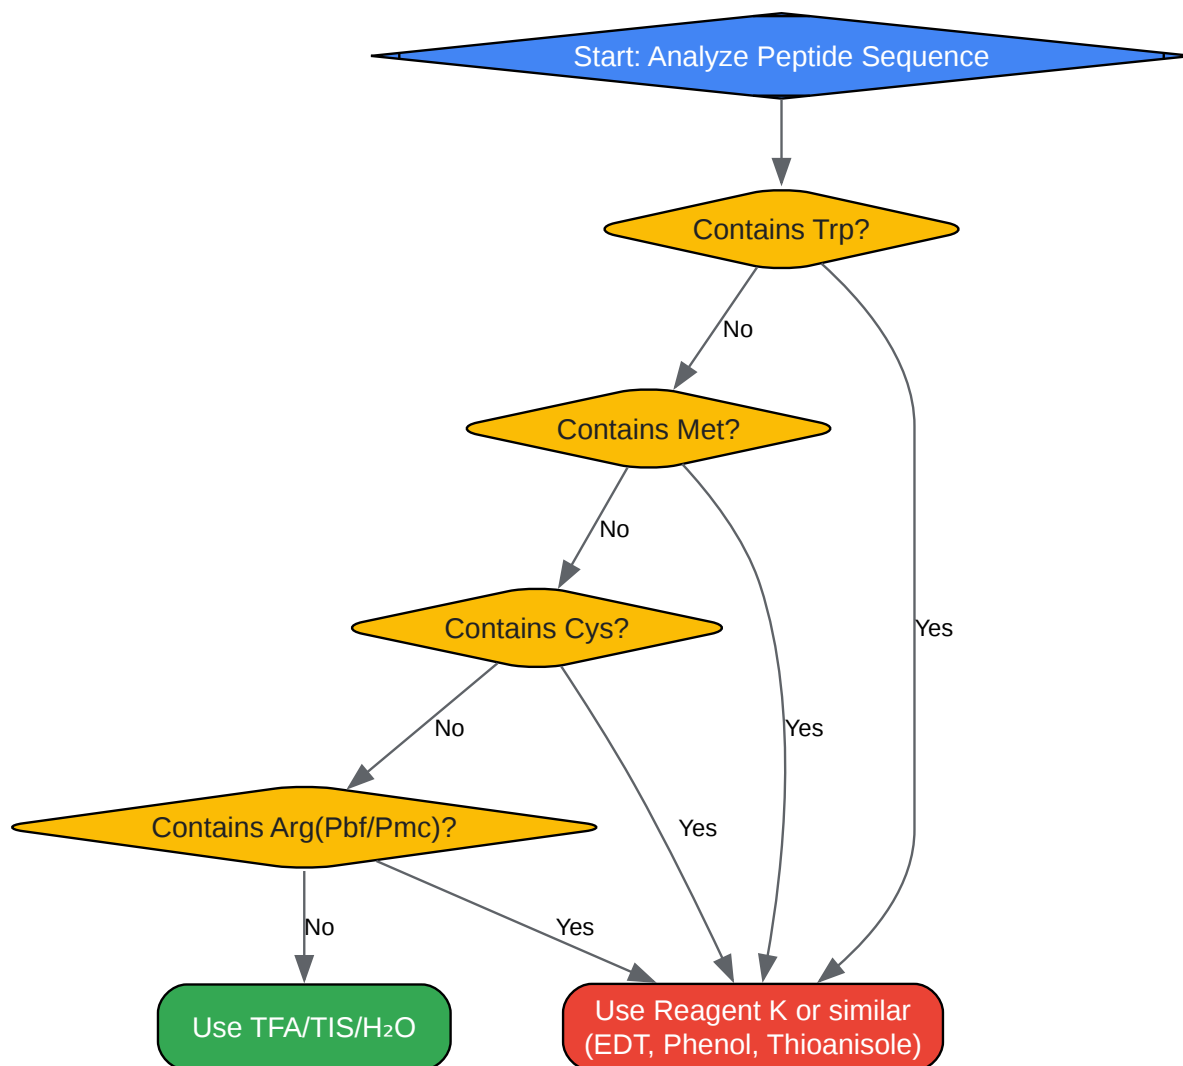 Start: Analyze Peptide Sequence
Contains Trp?
No
Contains Met?
No
Contains Cys?
Yes
No
Yes
Contains Arg(Pbf/Pmc)?
Yes
No
Yes
Use TFA/TIS/H₂O
Use Reagent K or similar
(EDT, Phenol, Thioanisole)